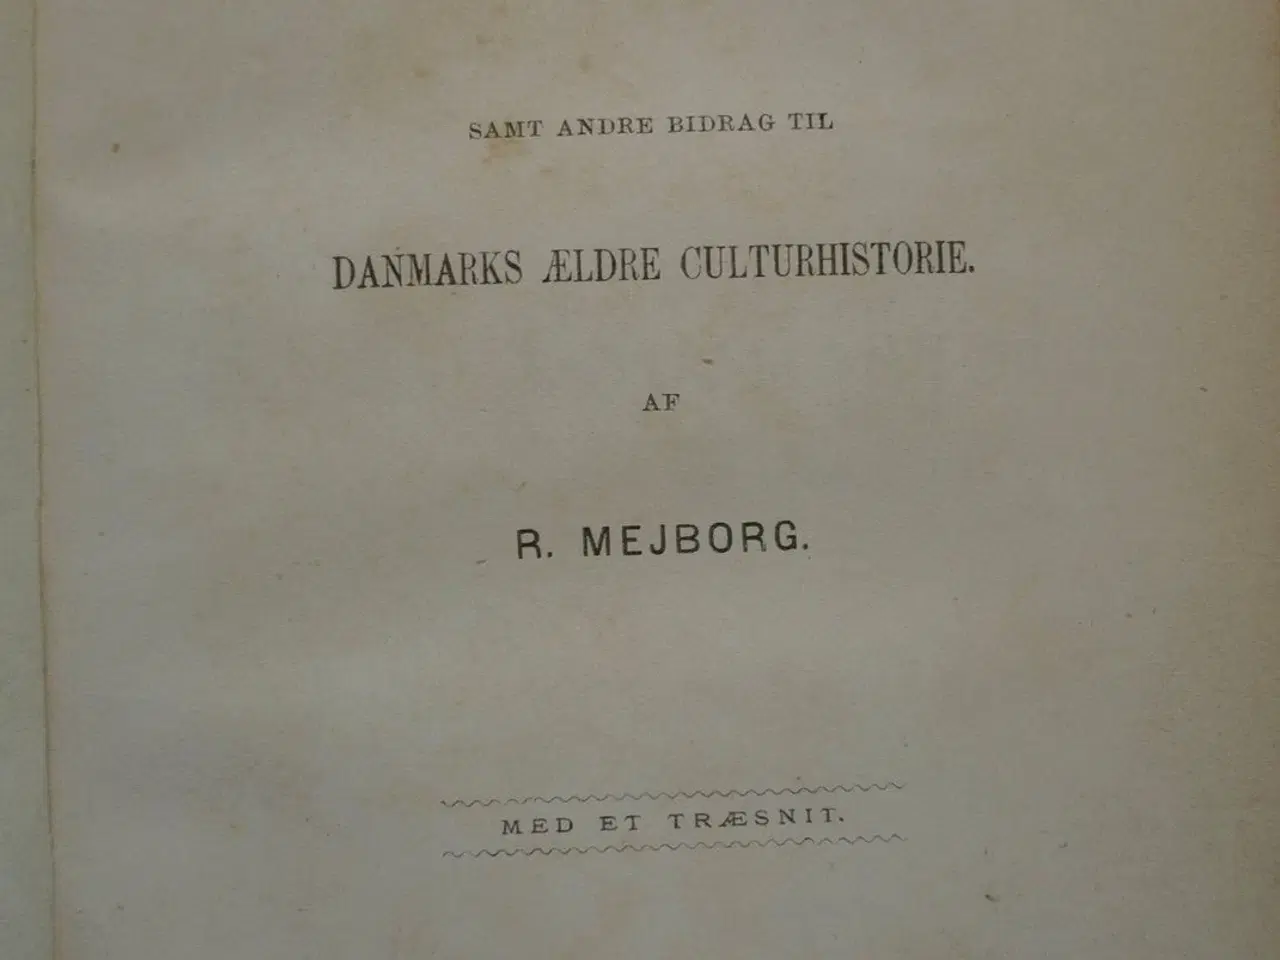 SAMT ANDRE BIDRAG TIL
DANMARKS ÆLDRE CULTURHISTORIE.
AF
R. MEJBORG.
MED ET TRÆSNIT.